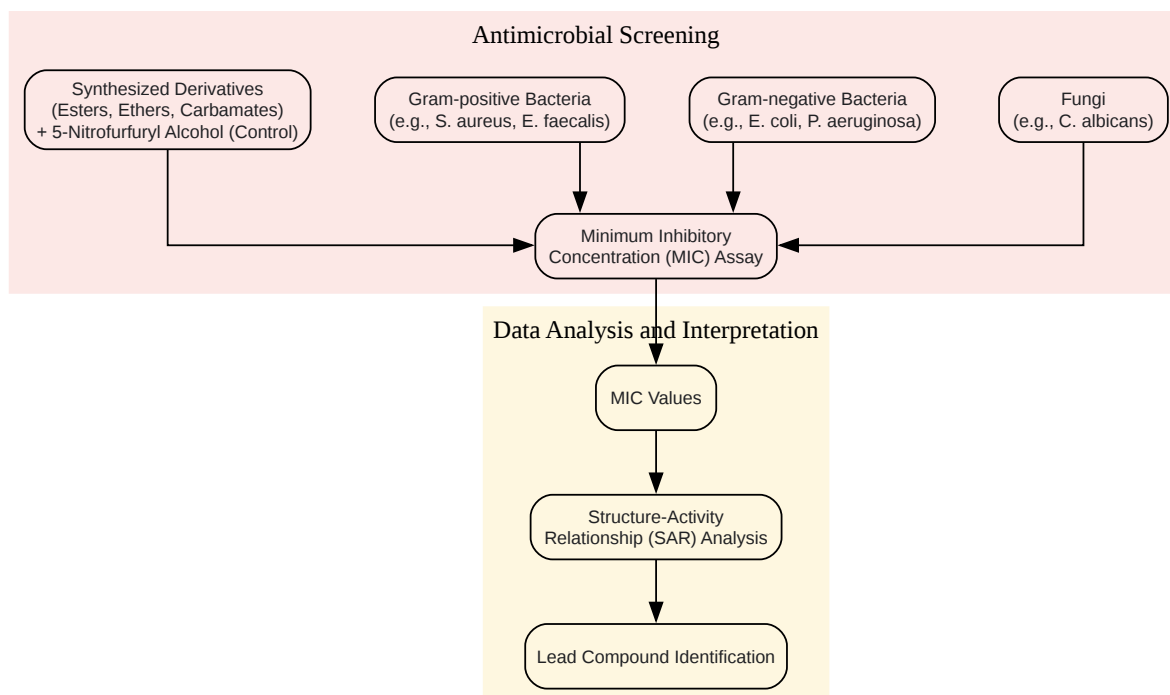 Antimicrobial Screening
Synthesized Derivatives
(Esters, Ethers, Carbamates)
+ 5-Nitrofurfuryl Alcohol (Control)
Gram-positive Bacteria
(e.g., S. aureus, E. faecalis)
Gram-negative Bacteria
(e.g., E. coli, P. aeruginosa)
Fungi
(e.g., C. albicans)
Minimum Inhibitory
Concentration (MIC) Assay
Data Analysis and Interpretation
MIC Values
Structure-Activity
Relationship (SAR) Analysis
Lead Compound Identification